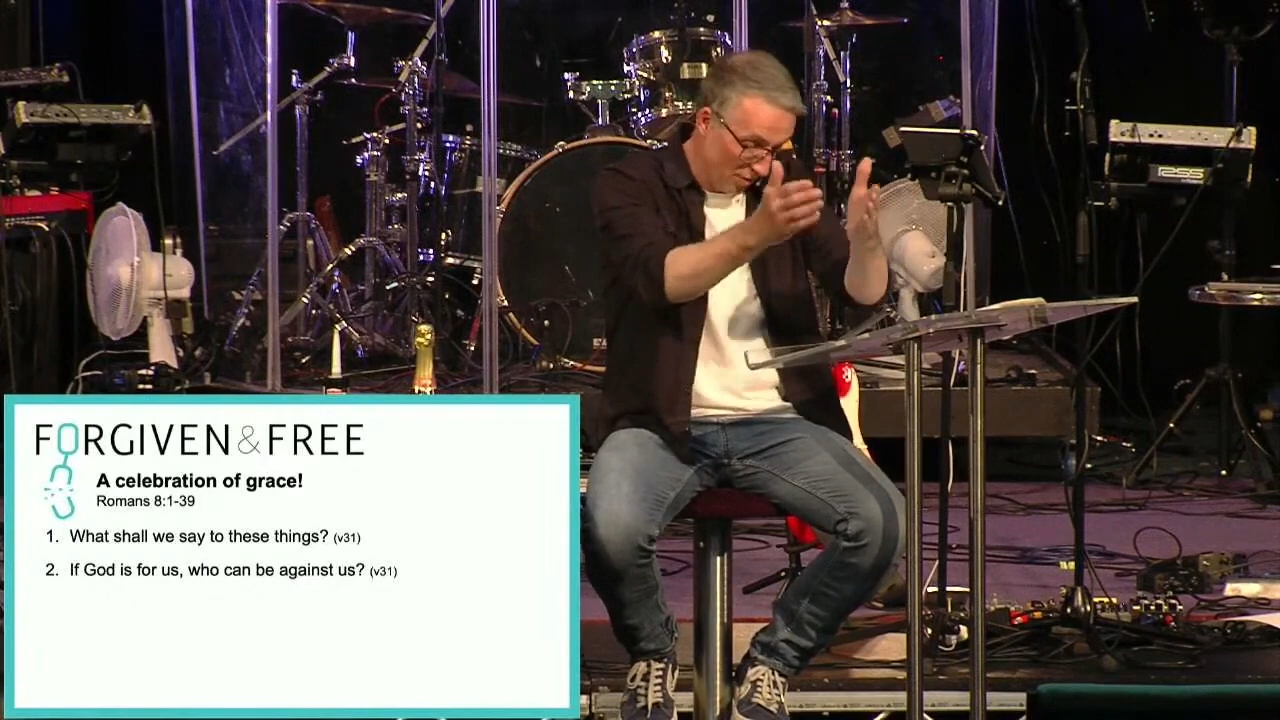 FORGIVEN&FREE
A celebration of grace!
Romans 8:1-39
1. What shall we say to these things? (v31)
2. If God is for us, who can be against us? (v31)
RSS